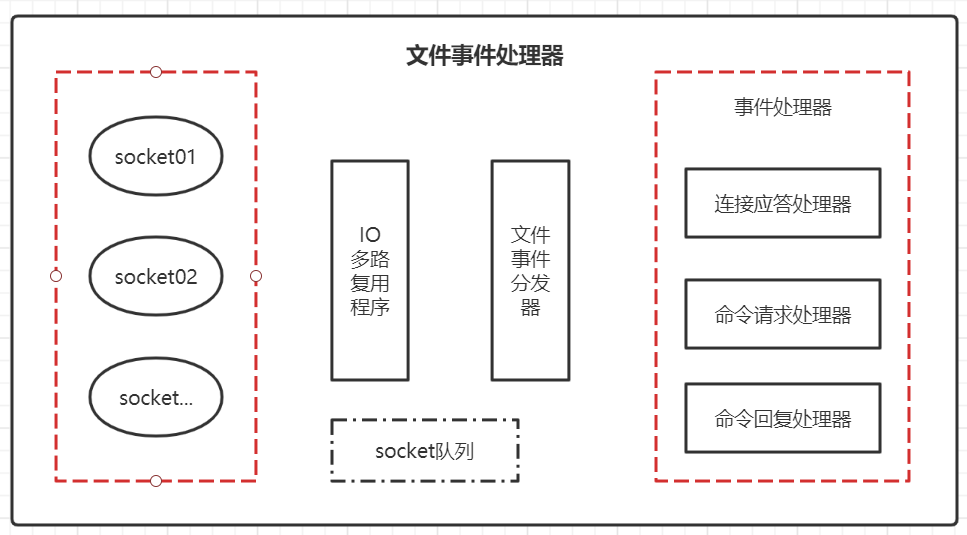 文件事件处理器
socket01
socket02
socket...
IO
多路
复用
程序
文件
事件
分发
器
socket队列
事件处理器
连接应答处理器
命令请求处理器
命令回复处理器